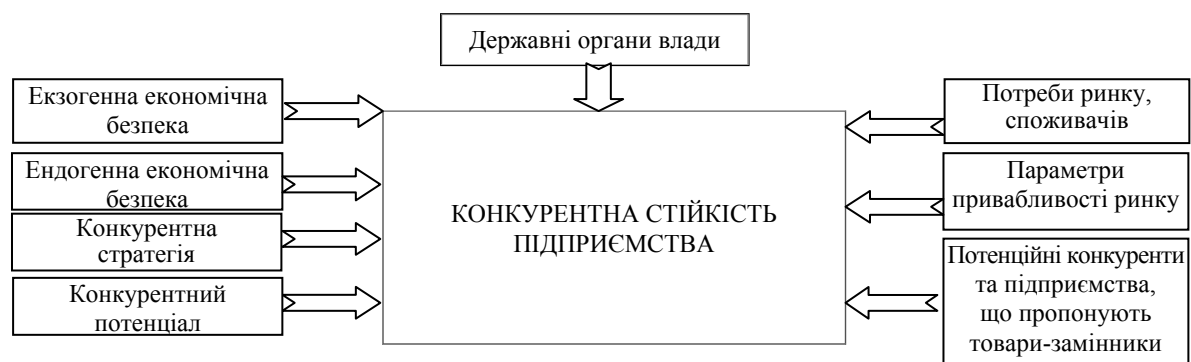 Державні органи влади
Екзогенна економічна
безпека
Ендогенна економічна
безпека
Конкурентна
стратегія
Конкурентний
потенціал
КОНКУРЕНТНА СТІЙКІСТЬ
ПІДПРИЄМСТВА
Потреби ринку,
споживачів
Параметри
привабливості ринку
Потенційні конкуренти
та підприємства,
що пропонують
товари-замінники